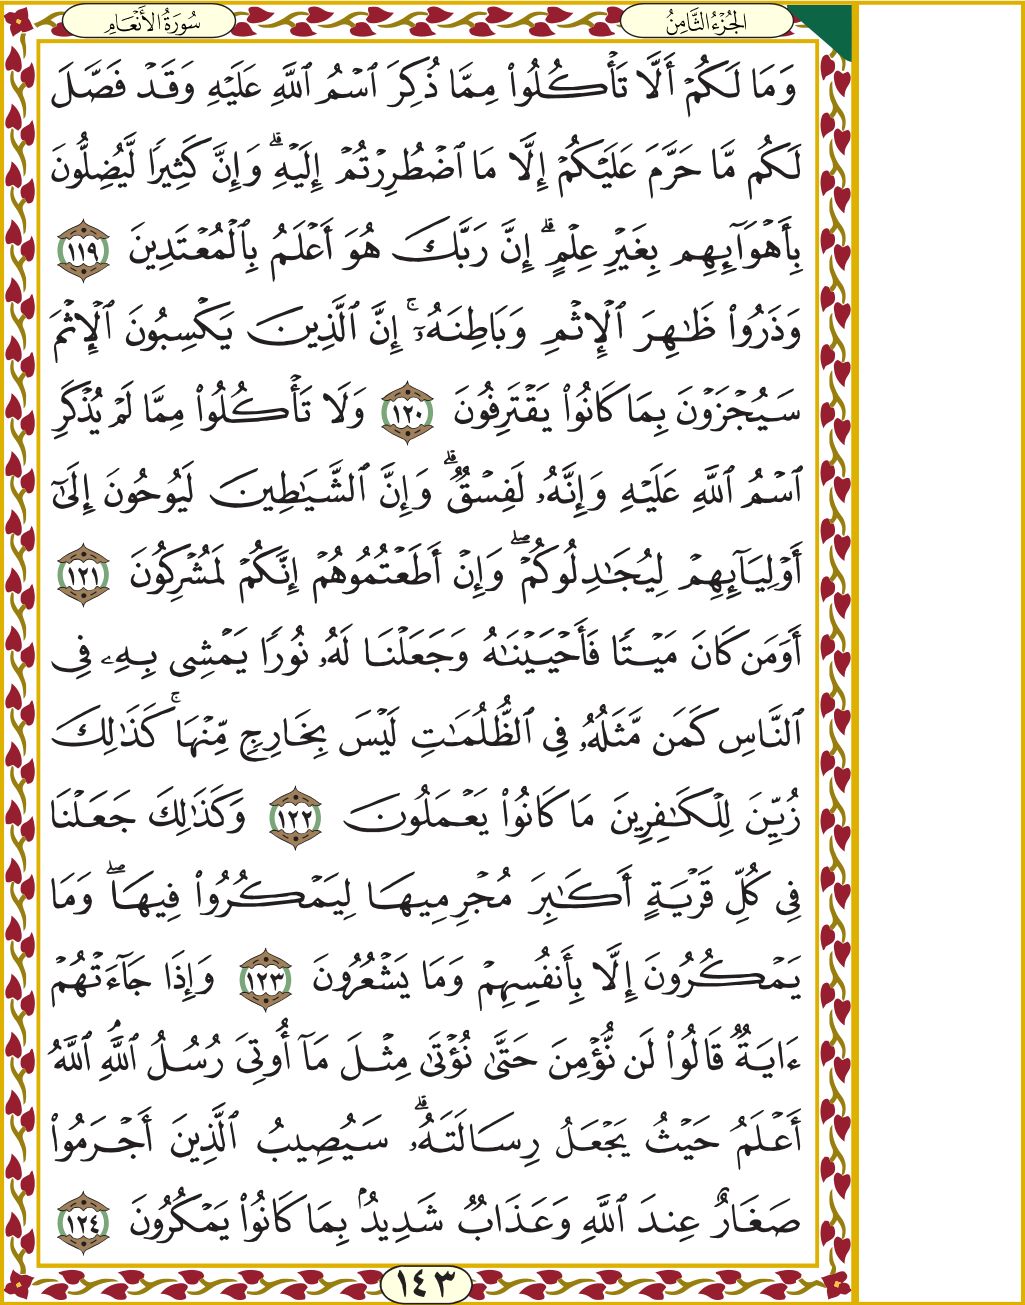 الجُزْءُ الثَّامِنُ
سُورَةُ الأَنْعَامِ
وَمَا لَكُمْ أَلَّا تَأْكُلُواْ مِمَّا ذُكِرَ ٱسْمُ ٱللَّهِ عَلَيْهِ وَقَدْ فَصَّلَ
لَكُم مَّا حَرَّمَ عَلَيْكُمْ إِلَّا مَا ٱضْطُرِرْتُمْ إِلَيْهِۗ وَإِنَّ كَثِيرًا لَّيُضِلُّونَ
بِأَهْوَآئِهِم بِغَيْرِ عِلْمٍۗ إِنَّ رَبَّكَ هُوَ أَعْلَمُ بِٱلْمُعْتَدِينَ ١١٩
وَذَرُواْ ظَٰهِرَ ٱلْإِثْمِ وَبَاطِنَهُۥٓۚ إِنَّ ٱلَّذِينَ يَكْسِبُونَ ٱلْإِثْمَ
سَيُجْزَوْنَ بِمَا كَانُواْ يَقْتَرِفُونَ ١٢٠ وَلَا تَأْكُلُواْ مِمَّا لَمْ يُذْكَرِ
ٱسْمُ ٱللَّهِ عَلَيْهِ وَإِنَّهُۥ لَفِسْقٌۗ وَإِنَّ ٱلشَّيَٰطِينَ لَيُوحُونَ إِلَىٰٓ
أَوْلِيَآئِهِمْ لِيُجَٰدِلُوكُمْۖ وَإِنْ أَطَعْتُمُوهُمْ إِنَّكُمْ لَمُشْرِكُونَ ١٢١
أَوَمَن كَانَ مَيْتًا فَأَحْيَيْنَٰهُ وَجَعَلْنَا لَهُۥ نُورًا يَمْشِى بِهِۦ فِى
ٱلنَّاسِ كَمَن مَّثَلُهُۥ فِى ٱلظُّلُمَٰتِ لَيْسَ بِخَارِجٍ مِّنْهَاۚ كَذَٰلِكَ
زُيِّنَ لِلْكَٰفِرِينَ مَا كَانُواْ يَعْمَلُونَ ١٢٢ وَكَذَٰلِكَ جَعَلْنَا
فِى كُلِّ قَرْيَةٍ أَكَٰبِرَ مُجْرِمِيهَا لِيَمْكُرُواْ فِيهَاۖ وَمَا
يَمْكُرُونَ إِلَّا بِأَنفُسِهِمْ وَمَا يَشْعُرُونَ ١٢٣ وَإِذَا جَآءَتْهُمْ
ءَايَةٌ قَالُواْ لَن نُّؤْمِنَ حَتَّىٰ نُؤْتَىٰ مِثْلَ مَآ أُوتِىَ رُسُلُ ٱللَّهِۘ ٱللَّهُ
أَعْلَمُ حَيْثُ يَجْعَلُ رِسَالَتَهُۥۗ سَيُصِيبُ ٱلَّذِينَ أَجْرَمُواْ
صَغَارٌ عِندَ ٱللَّهِ وَعَذَابٌ شَدِيدٌۢ بِمَا كَانُواْ يَمْكُرُونَ ١٢٤
١٤٣